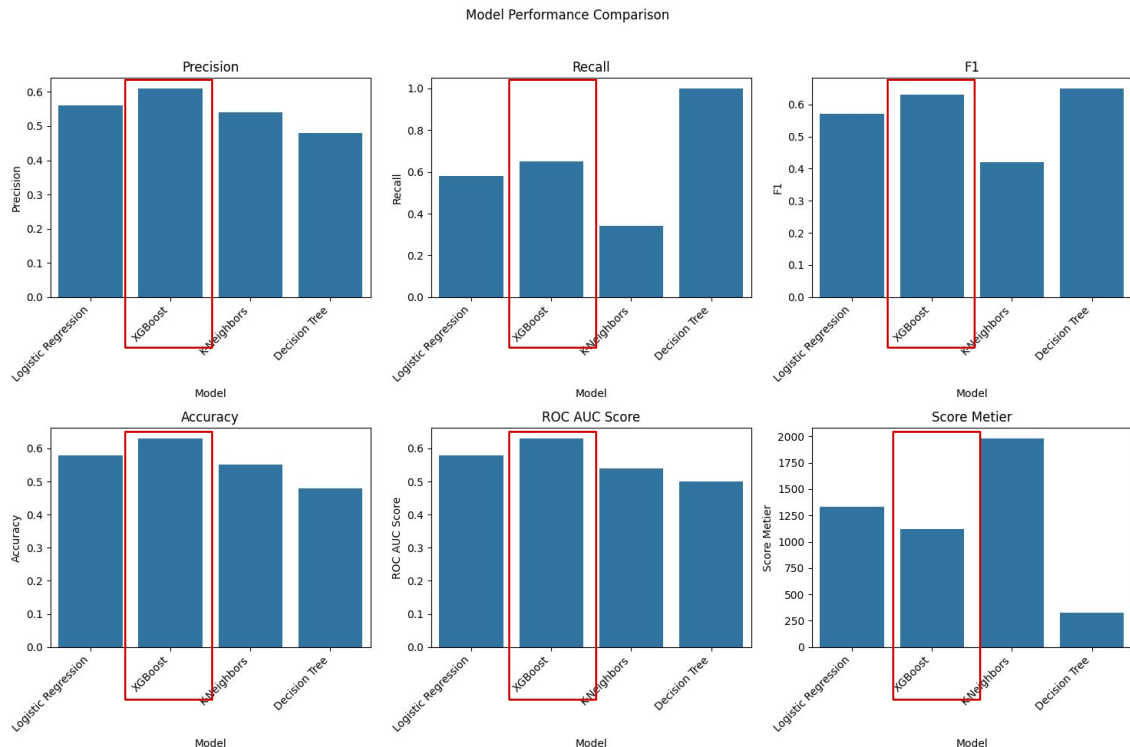 Model Performance Comparison
Precision
Precision
0.6
0.5
0.4
0.3
0.2
0.1
0.0
Logistic Regression
XGBoost
K-Neighbors
Decision Tree
Model
Recall
Recall
1.0
0.8
0.6
0.4
0.2
0.0
Logistic Regression
XGBoost
K-Neighbors
Decision Tree
Model
F1
F1
0.6
0.5
0.4
0.3
0.2
0.1
0.0
Logistic Regression
XGBoost
K-Neighbors
Decision Tree
Model
Accuracy
Accuracy
0.6
0.5
0.4
0.3
0.2
0.1
0.0
Logistic Regression
XGBoost
K-Neighbors
Decision Tree
Model
ROC AUC Score
ROC AUC Score
0.6
0.5
0.4
0.3
0.2
0.1
0.0
Logistic Regression
XGBoost
K-Neighbors
Decision Tree
Model
Score Metier
Score Metier
2000
1750
1500
1250
1000
750
500
250
0
Logistic Regression
XGBoost
K-Neighbors
Decision Tree
Model